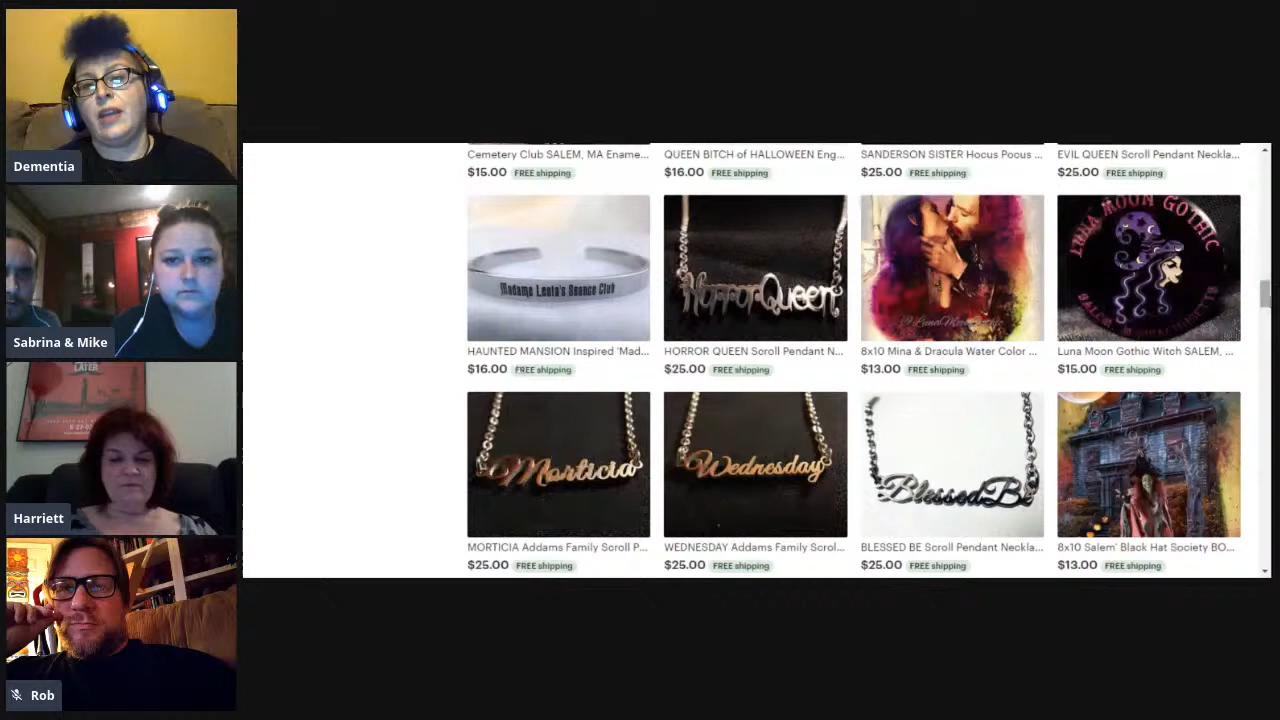 Dementia
Sabrina & Mike
LATER
Harriett
Rob
Cemetery Club SALEM, MA Ename...
$15.00 FREE shipping
QUEEN BITCH of HALLOWEEN Eng...
$16.00 FREE shipping
SANDERSON SISTER Hocus Pocus ...
$25.00 FREE shipping
EVIL QUEEN Scroll Pendant Neckla...
$25.00 FREE shipping
Madame Leota's Seance Club
HAUNTED MANSION Inspired 'Mad...
$16.00 FREE shipping
HorrorQueen
HORROR QUEEN Scroll Pendant N...
$25.00 FREE shipping
8x10 Mina & Dracula Water Color ...
$13.00 FREE shipping
LUNA MOON GOTHIC
Luna Moon Gothic Witch SALEM, ...
$15.00 FREE shipping
Morticia
MORTICIA Addams Family Scroll P...
$25.00 FREE shipping
Wednesday
WEDNESDAY Addams Family Scrol...
$25.00 FREE shipping
BlessedBe
BLESSED BE Scroll Pendant Neckla...
$25.00 FREE shipping
8x10 Salem' Black Hat Society BO...
$13.00 FREE shipping